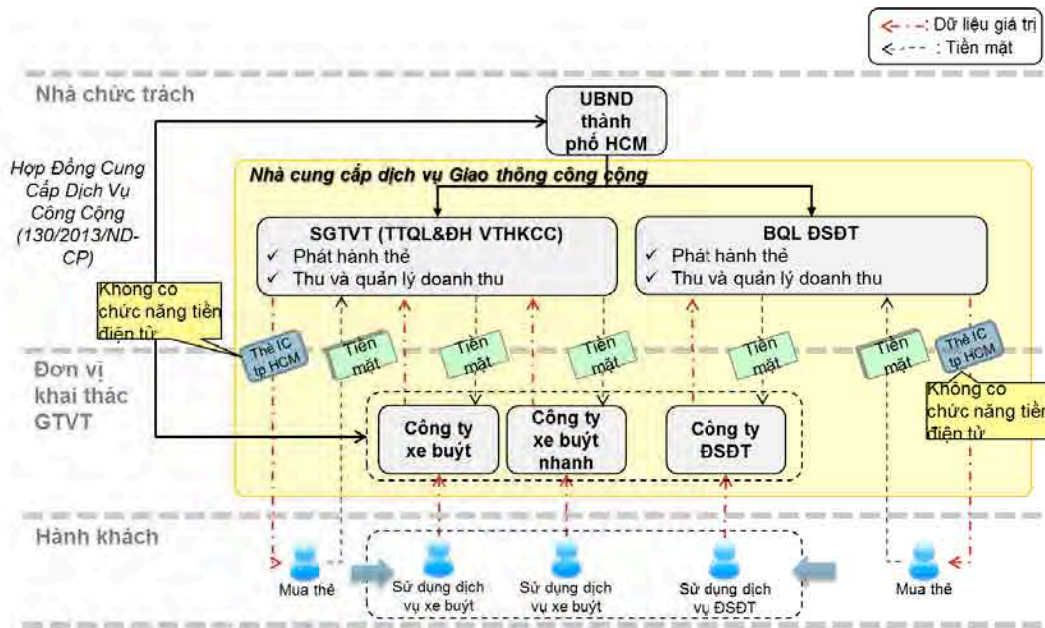 : Dữ liệu giá trị
: Tiền mặt
Nhà chức trách
UBND
thành
phố HCM
Hợp Đồng Cung
Cấp Dịch Vụ
Công Cộng
(130/2013/ND-
CP)
Nhà cung cấp dịch vụ Giao thông công cộng
SGTVT (TTQL&ĐH VTHKCC)
✓ Phát hành thẻ
✓ Thu và quản lý doanh thu
BQL ĐSĐT
✓ Phát hành thẻ
✓ Thu và quản lý doanh thu
Không có
chức năng tiền
điện tử
Thẻ IC
tp HCM
Tiền
mặt
Tiền
mặt
Tiền
mặt
Tiền
mặt
Tiền
mặt
Thẻ IC
tp HCM
Không có
chức năng tiền
điện tử
Đơn vị
khai thác
GTVT
Công ty
xe buýt
Công ty
xe buýt
nhanh
Công ty
ĐSĐT
Hành khách
Mua thẻ
Sử dụng dịch
vụ xe buýt
Sử dụng dịch
vụ xe buýt
Sử dụng dịch
vụ ĐSĐT
Mua thẻ